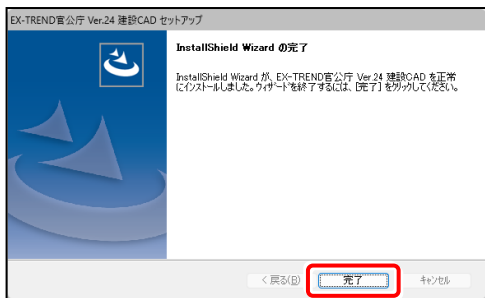 EX-TREND官公庁 Ver.24 建設CAD セットアップ
InstallShield Wizard の完了
InstallShield Wizard が、EX-TREND官公庁 Ver.24 建設CAD を正常
にインストールしました。ウィザードを終了するには、[完了] をクリックしてください。
< 戻る(B)　完了　キャンセル